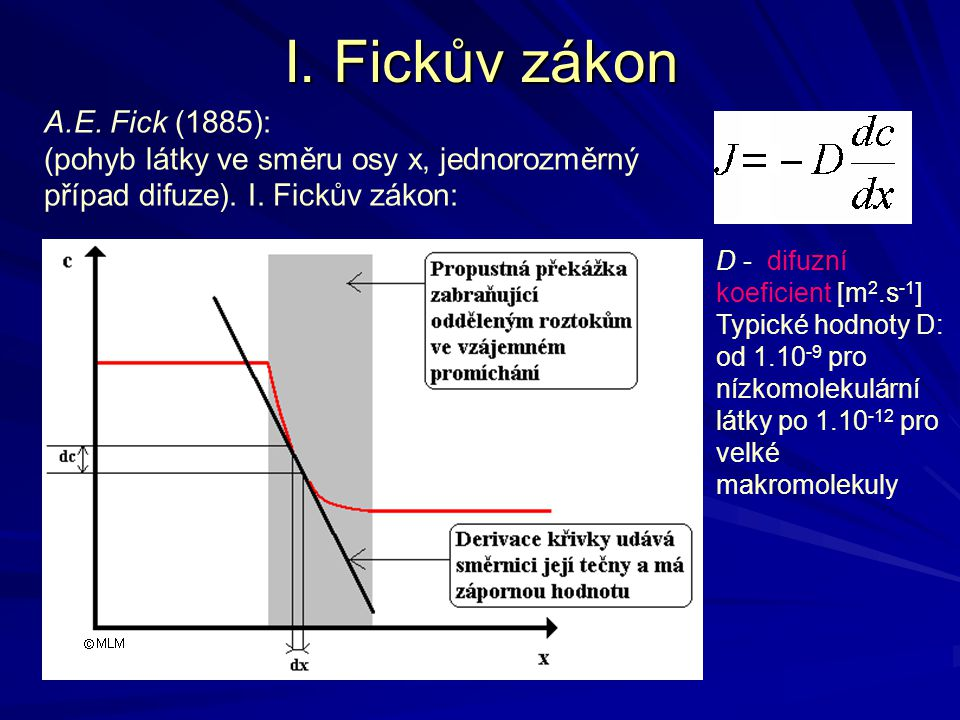 I. Fickův zákon
A.E. Fick (1885):
(pohyb látky ve směru osy x, jednorozměrný
případ difuze). I. Fickův zákon:
J = − D dc/dx
c
Propustná překážka
zabraňující
odděleným roztokům
ve vzájemném
promíchání
dc
Derivace křivky udává
směrnici její tečny a má
zápornou hodnotu
©MLM
dx
x
D - difuzní
koeficient [m².s⁻¹]
Typické hodnoty D:
od 1.10⁻⁹ pro
nízkomolekulární
látky po 1.10⁻¹² pro
velké
makromolekuly